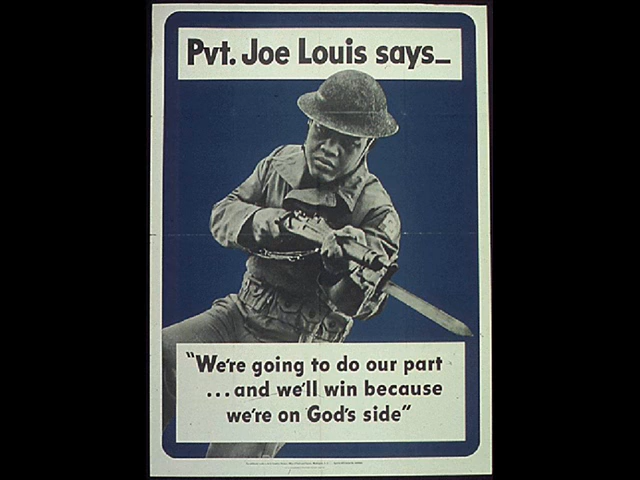 Pvt. Joe Louis says_
"We're going to do our part
...and we'll win because
we're on God's side"